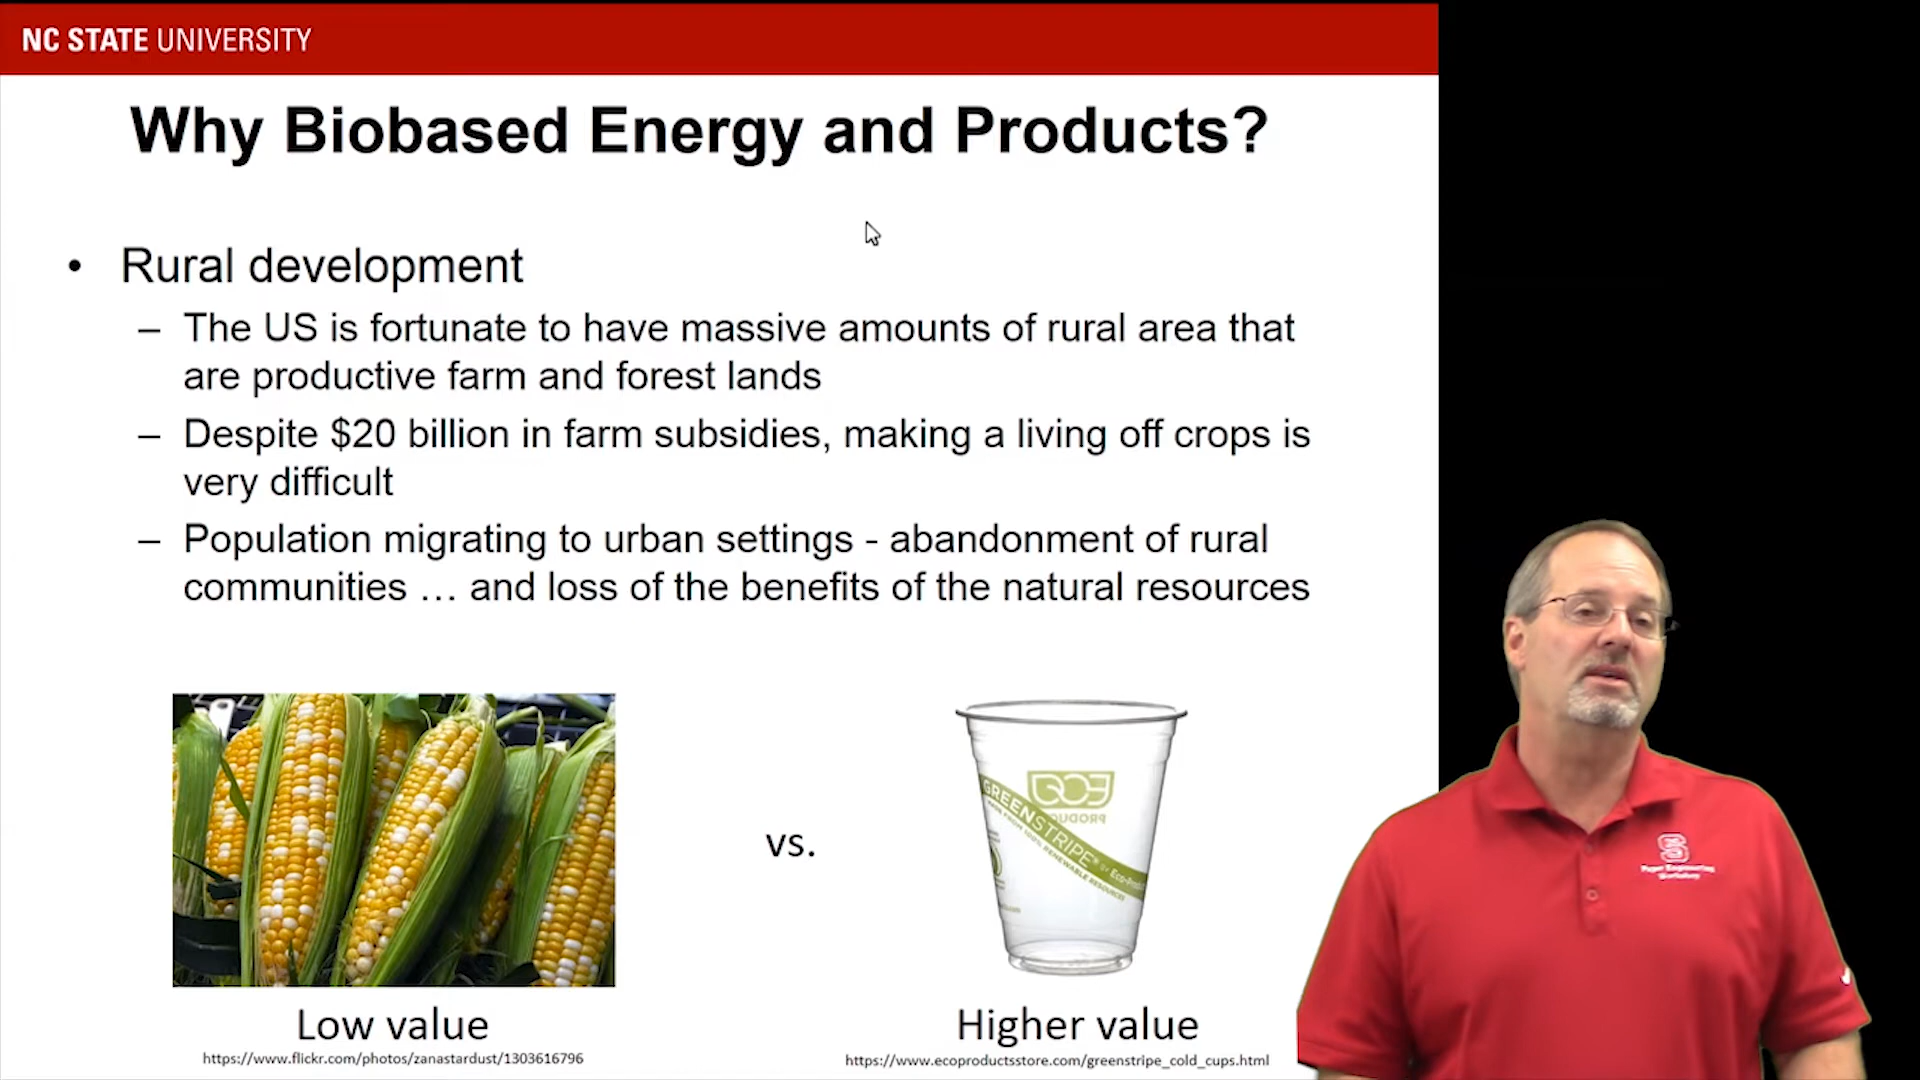 NC STATE UNIVERSITY
Why Biobased Energy and Products?
• Rural development
– The US is fortunate to have massive amounts of rural area that
are productive farm and forest lands
– Despite $20 billion in farm subsidies, making a living off crops is
very difficult
– Population migrating to urban settings - abandonment of rural
communities … and loss of the benefits of the natural resources
GREENSTRIPE®
vs.
Low value
Higher value
https://www.flickr.com/photos/zanastardust/1303616796
https://www.ecoproductsstore.com/greenstripe_cold_cups.html
S
Paper Engineering
Workshop